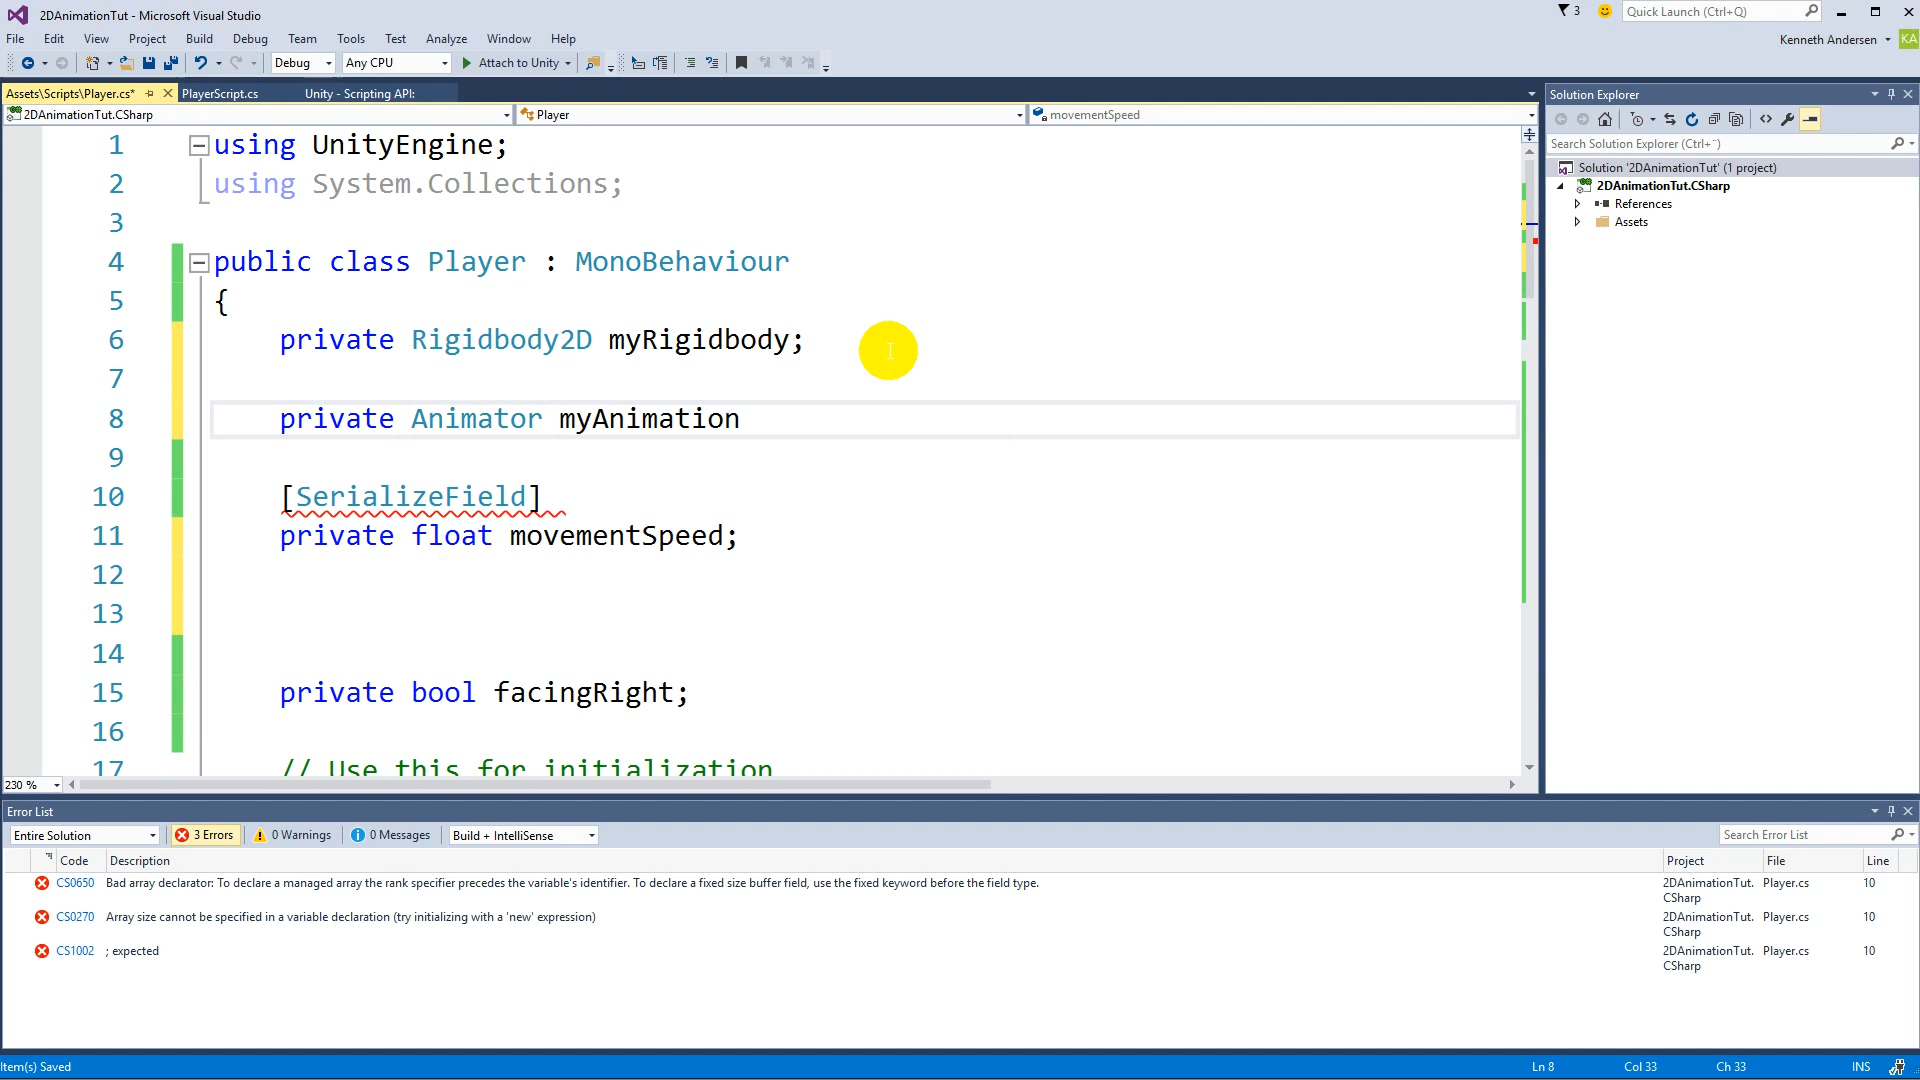 2DAnimationTut - Microsoft Visual Studio
3
Quick Launch (Ctrl+Q)
File Edit View Project Build Debug Team Tools Test Analyze Window Help
Kenneth Andersen KA
Debug Any CPU Attach to Unity
Assets\Scripts\Player.cs* PlayerScript.cs Unity - Scripting API:
2DAnimationTut.CSharp Player movementSpeed
1 using UnityEngine;
2 using System.Collections;
3
4 public class Player : MonoBehaviour
5 {
6 private Rigidbody2D myRigidbody;
7
8 private Animator myAnimation
9
10 [SerializeField]
11 private float movementSpeed;
12
13
14
15 private bool facingRight;
16
17 // Use this for initialization
230 %
Solution Explorer
Search Solution Explorer (Ctrl+¨)
Solution '2DAnimationTut' (1 project)
2DAnimationTut.CSharp
References
Assets
Error List
Entire Solution 3 Errors 0 Warnings 0 Messages Build + IntelliSense Search Error List
Code Description Project File Line
CS0650 Bad array declarator: To declare a managed array the rank specifier precedes the variable's identifier. To declare a fixed size buffer field, use the fixed keyword before the field type. 2DAnimationTut. Player.cs 10
CSharp
CS0270 Array size cannot be specified in a variable declaration (try initializing with a 'new' expression) 2DAnimationTut. Player.cs 10
CSharp
CS1002 ; expected 2DAnimationTut. Player.cs 10
CSharp
Item(s) Saved Ln 8 Col 33 Ch 33 INS